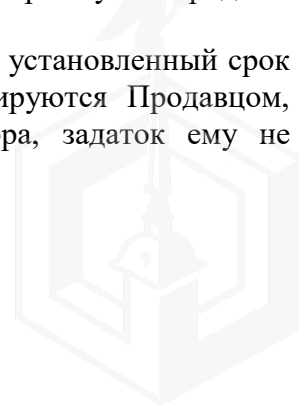 установленный срок
ируются Продавцом,
ра, задаток ему не